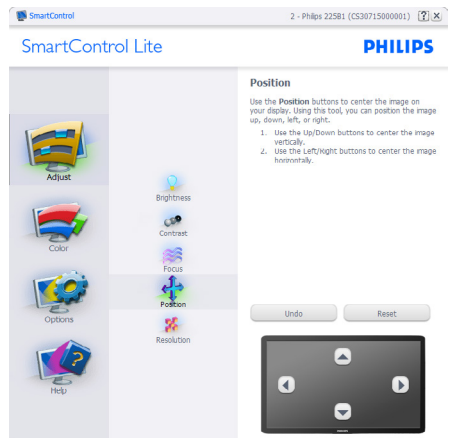 SmartControl
2 - Philips 225B1 (CS30715000001)
SmartControl Lite
PHILIPS
Adjust
Color
Options
Help
Brightness
Contrast
Focus
Position
Resolution
Position
Use the Position buttons to center the image on
your display. Using this tool, you can position the image
up, down, left, or right.
1. Use the Up/Down buttons to center the image
vertically.
2. Use the Left/Right buttons to center the image
horizontally.
Undo
Reset
PHILIPS